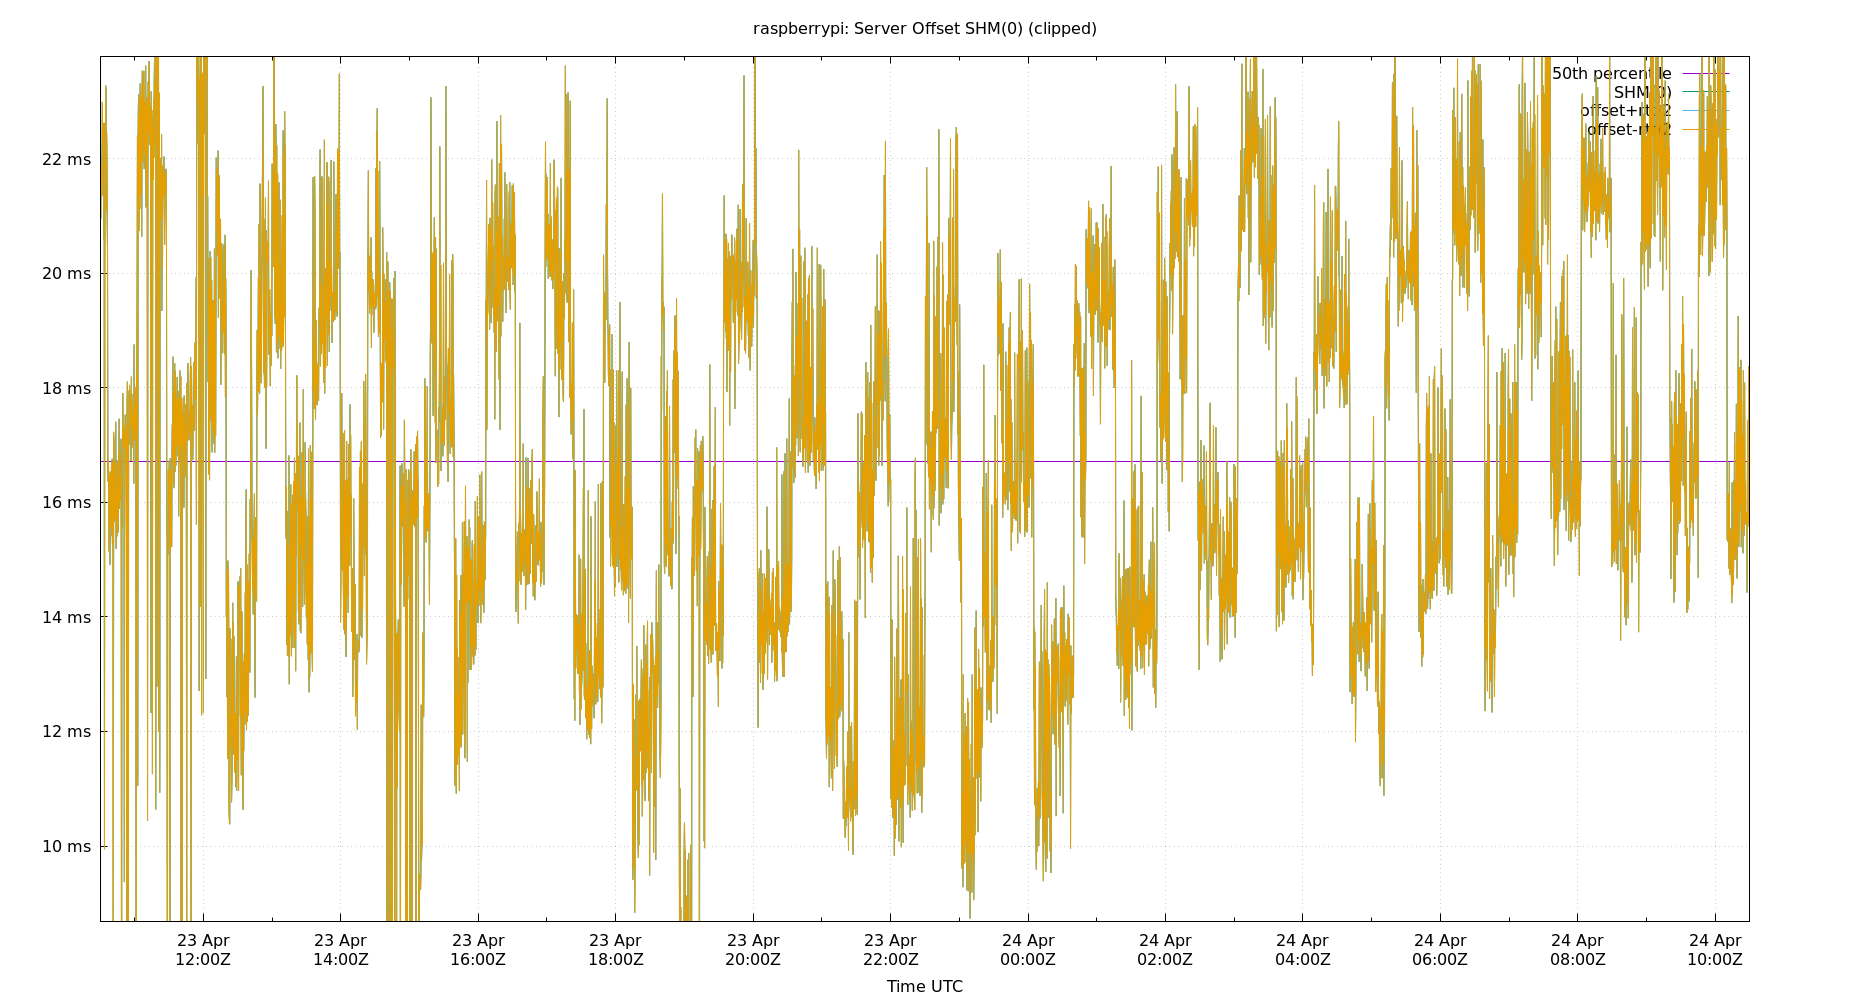 raspberrypi: Server Offset SHM(0) (clipped)
50th percentile
SHM(0)
offset+rtt/2
offset-rtt/2
22 ms
20 ms
18 ms
16 ms
14 ms
12 ms
10 ms
23 Apr 23 Apr 23 Apr 23 Apr 23 Apr 23 Apr 24 Apr 24 Apr 24 Apr 24 Apr 24 Apr 24 Apr
12:00Z 14:00Z 16:00Z 18:00Z 20:00Z 22:00Z 00:00Z 02:00Z 04:00Z 06:00Z 08:00Z 10:00Z
Time UTC